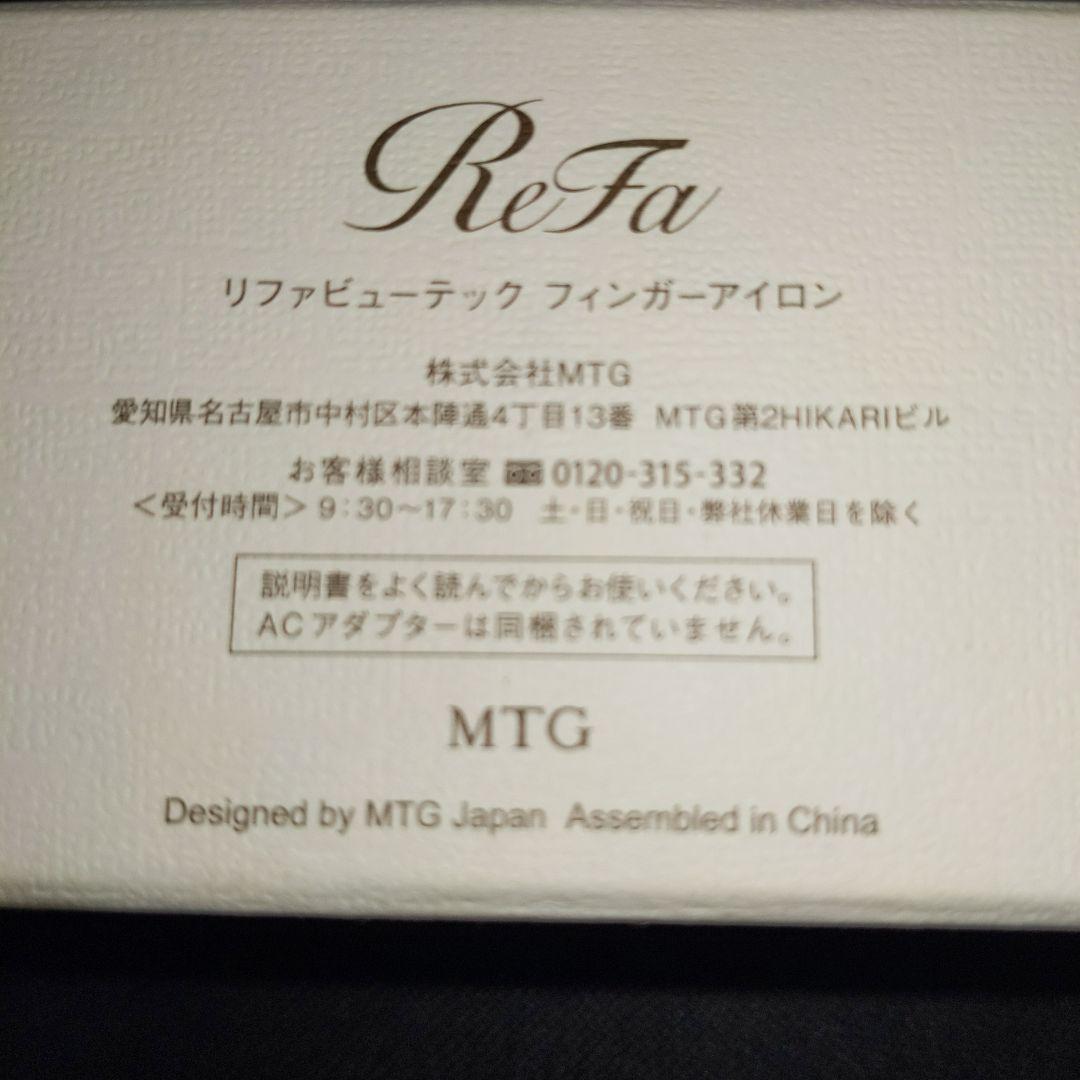 ReFa
リファビューテック フィンガーアイロン
株式会社MTG
愛知県名古屋市中村区本陣通4丁目13番 MTG第2HIKARIビル
お客様相談室 0120-315-332
＜受付時間＞ 9:30〜17:30 土・日・祝日・弊社休業日を除く
説明書をよく読んでからお使いください。
ACアダプターは同梱されていません。
MTG
Designed by MTG Japan Assembled in China